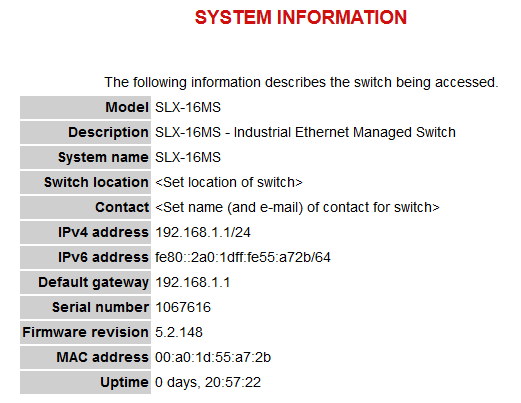 SYSTEM INFORMATION
The following information describes the switch being accessed.
Model SLX-16MS
Description SLX-16MS - Industrial Ethernet Managed Switch
System name SLX-16MS
Switch location <Set location of switch>
Contact <Set name (and e-mail) of contact for switch>
IPv4 address 192.168.1.1/24
IPv6 address fe80::2a0:1dff:fe55:a72b/64
Default gateway 192.168.1.1
Serial number 1067616
Firmware revision 5.2.148
MAC address 00:a0:1d:55:a7:2b
Uptime 0 days, 20:57:22